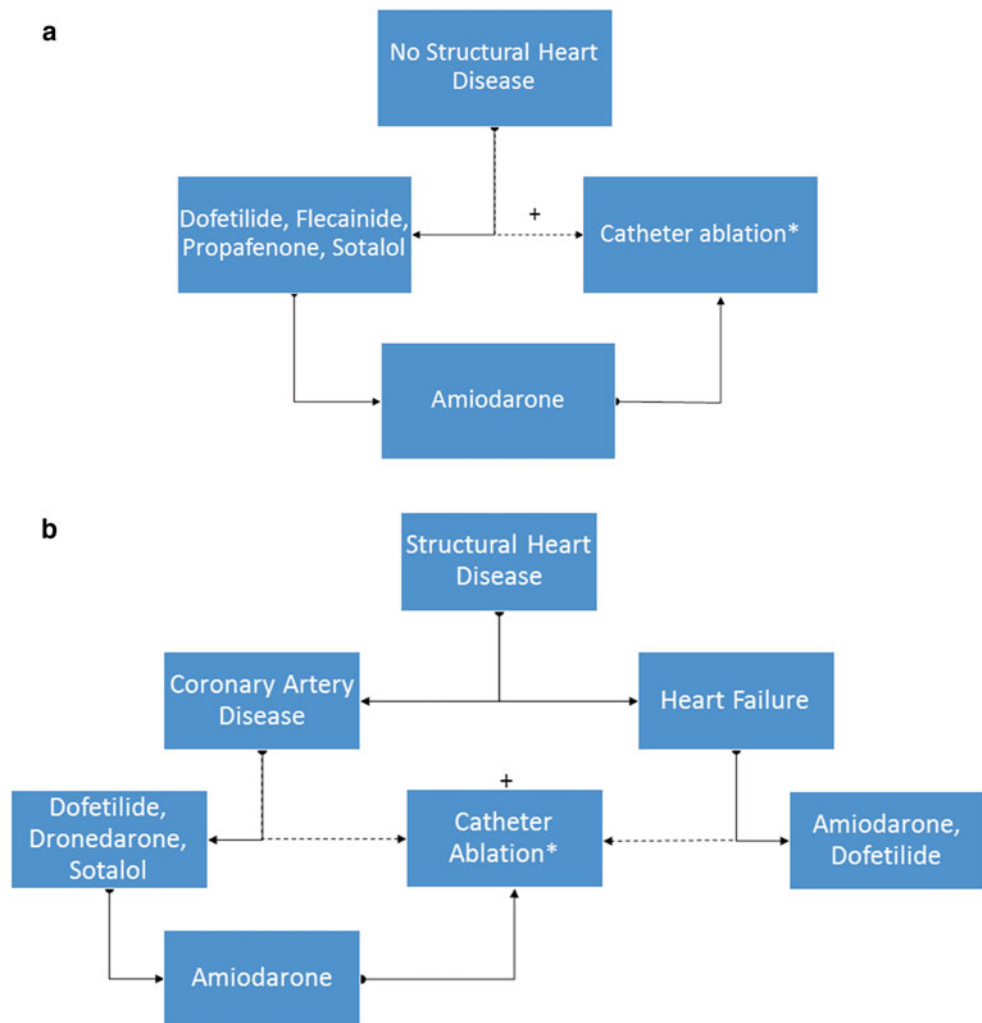 a
No Structural Heart
Disease
Dofetilide, Flecainide,
Propafenone, Sotalol
+
Catheter ablation*
Amiodarone
b
Structural Heart
Disease
Coronary Artery
Disease
Heart Failure
Dofetilide,
Dronedarone,
Sotalol
+
Catheter
Ablation*
Amiodarone,
Dofetilide
Amiodarone